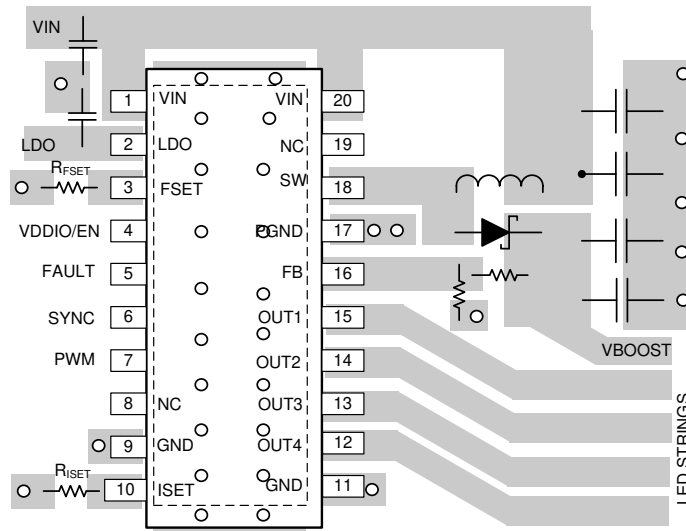 VIN
1 VIN VIN 20
LDO 2 LDO NC 19
RFSET 3 FSET SW 18
VDDIO/EN 4 PGND 17
FAULT 5 FB 16
SYNC 6 OUT1 15
PWM 7 OUT2 14
8 NC OUT3 13
9 GND OUT4 12
RISET 10 ISET GND 11
VBOOST
LED STRINGS